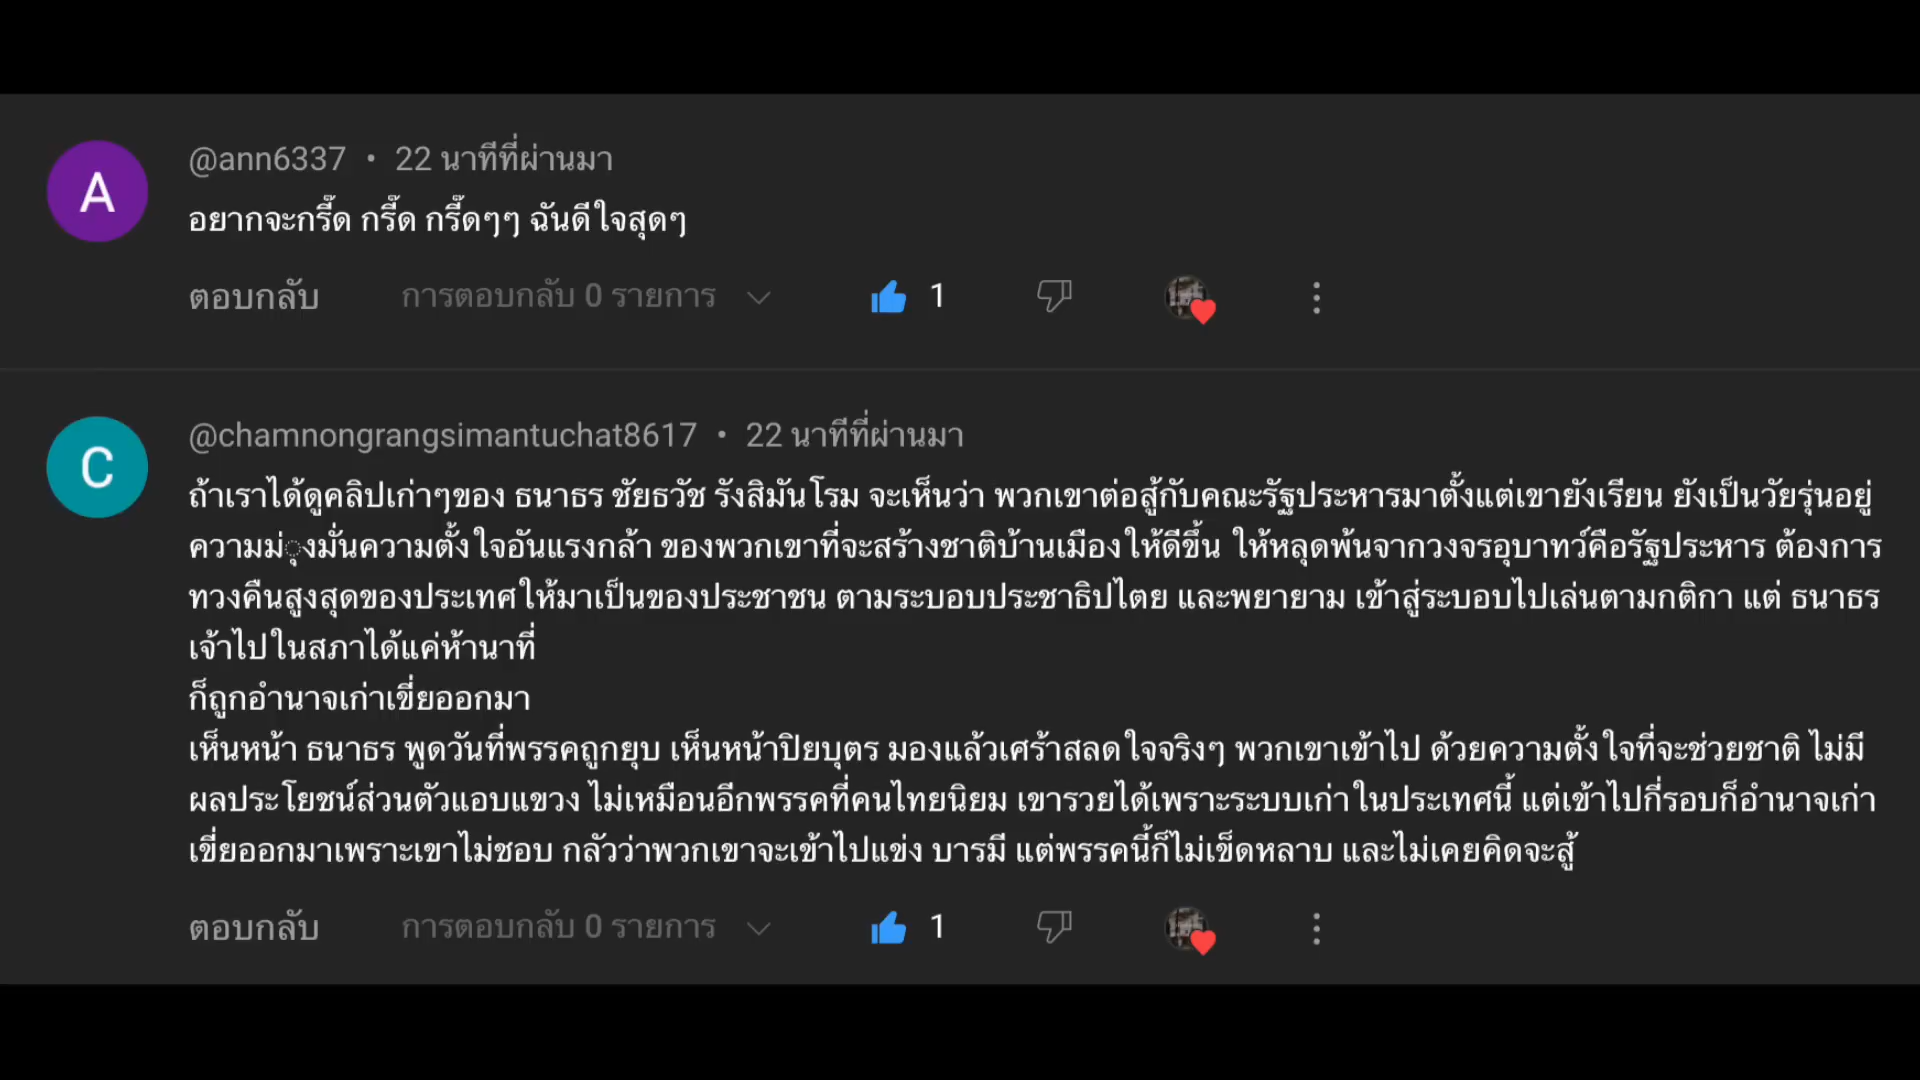 A
@ann6337 • 22 นาทีที่ผ่านมา
อยากจะกรี๊ด กรี๊ด กรี๊ดๆๆ ฉันดีใจสุดๆ
ตอบกลับ การตอบกลับ 0 รายการ 1
C
@chamnongrangsimantuchat8617 • 22 นาทีที่ผ่านมา
ถ้าเราได้ดูคลิปเก่าๆของ ธนาธร ชัยธวัช รังสิมันโรม จะเห็นว่า พวกเขาต่อสู้กับคณะรัฐประหารมาตั้งแต่เขายังเรียน ยังเป็นวัยรุ่นอยู่
ความมุ่งมั่นความตั้งใจอันแรงกล้า ของพวกเขาที่จะสร้างชาติบ้านเมืองให้ดีขึ้น ให้หลุดพ้นจากวงจรอุบาทว์คือรัฐประหาร ต้องการ
ทวงคืนสูงสุดของประเทศให้มาเป็นของประชาชน ตามระบอบประชาธิปไตย และพยายาม เข้าสู่ระบอบไปเล่นตามกติกา แต่ ธนาธร
เจ้าไปในสภาได้แค่ห้านาที่
ก็ถูกอำนาจเก่าเขี่ยออกมา
เห็นหน้า ธนาธร พูดวันที่พรรคถูกยุบ เห็นหน้าปิยบุตร มองแล้วเศร้าสลดใจจริงๆ พวกเขาเข้าไป ด้วยความตั้งใจที่จะช่วยชาติ ไม่มี
ผลประโยชน์ส่วนตัวแอบแขวง ไม่เหมือนอีกพรรคที่คนไทยนิยม เขารวยได้เพราะระบบเก่าในประเทศนี้ แต่เข้าไปกี่รอบก็อำนาจเก่า
เขี่ยออกมาเพราะเขาไม่ชอบ กลัวว่าพวกเขาจะเข้าไปแข่ง บารมี แต่พรรคนี้ก็ไม่เข็ดหลาบ และไม่เคยคิดจะสู้
ตอบกลับ การตอบกลับ 0 รายการ 1